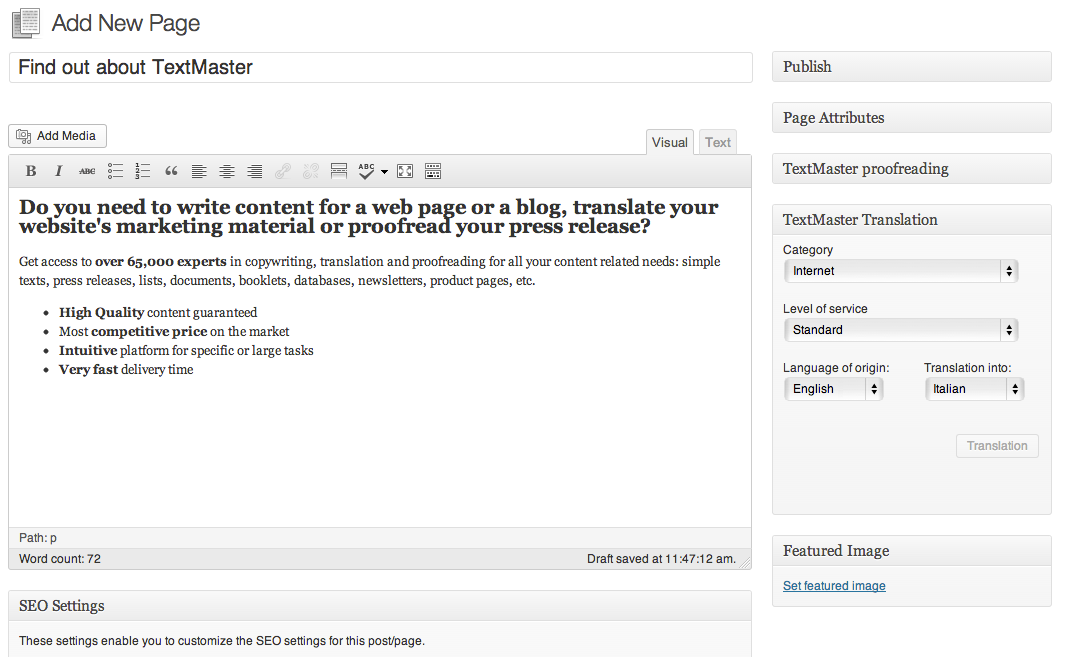 Add New Page
Find out about TextMaster
Add Media
Visual
Text
B I ABC
ABC
Do you need to write content for a web page or a blog, translate your
website's marketing material or proofread your press release?
Get access to over 65,000 experts in copywriting, translation and proofreading for all your content related needs: simple
texts, press releases, lists, documents, booklets, databases, newsletters, product pages, etc.
• High Quality content guaranteed
• Most competitive price on the market
• Intuitive platform for specific or large tasks
• Very fast delivery time
Path: p
Word count: 72
Draft saved at 11:47:12 am.
SEO Settings
These settings enable you to customize the SEO settings for this post/page.
Publish
Page Attributes
TextMaster proofreading
TextMaster Translation
Category
Internet
Level of service
Standard
Language of origin: Translation into:
English Italian
Translation
Featured Image
Set featured image